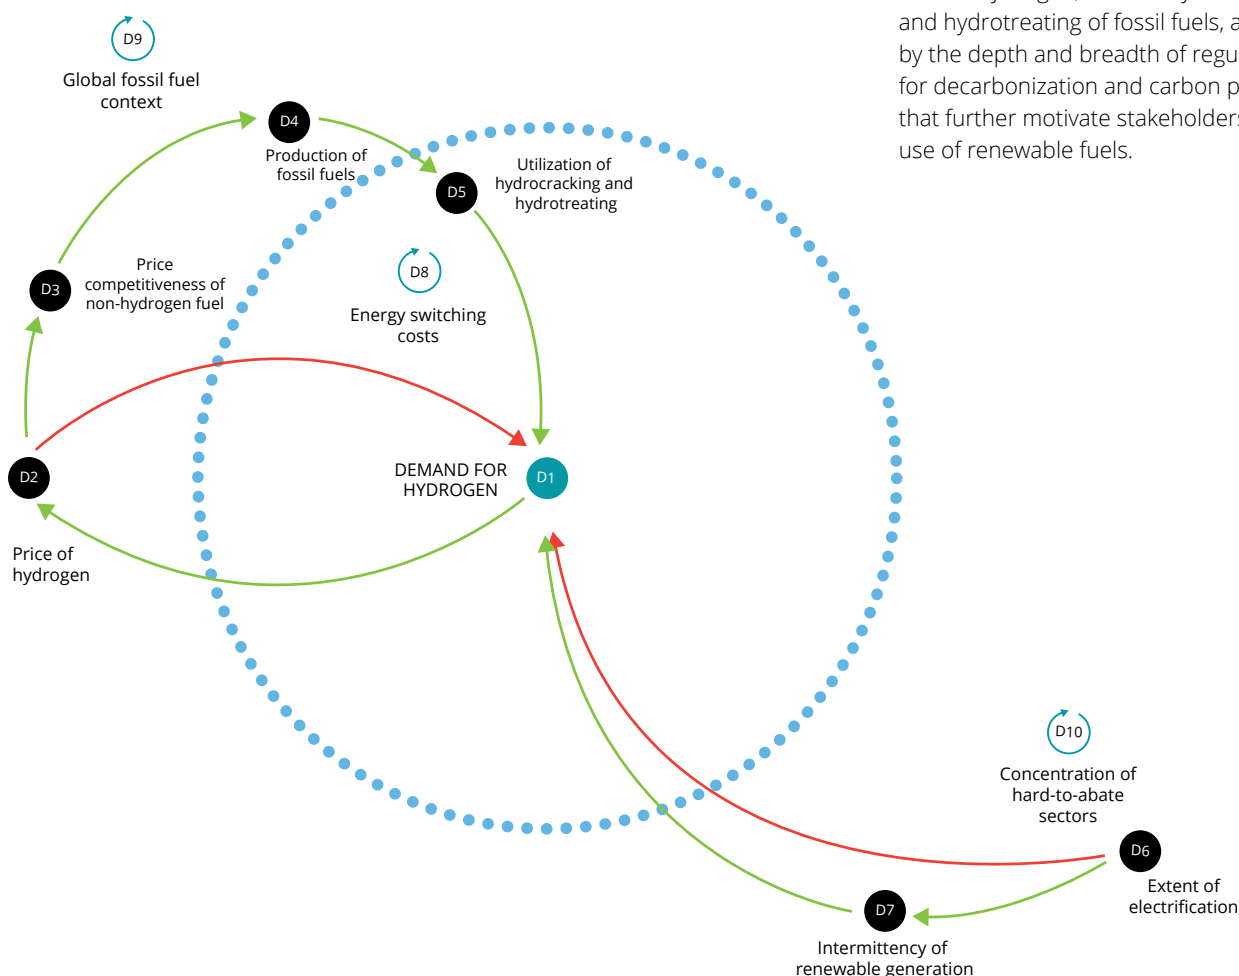 and hydrotreating of fossil fuels, a
by the depth and breadth of regu
for decarbonization and carbon p
that further motivate stakeholders
use of renewable fuels.
D9
Global fossil fuel
context
D4
Production of
fossil fuels
D5
Utilization of
hydrocracking and
hydrotreating
D3
Price
competitiveness of
non-hydrogen fuel
D8
Energy switching
costs
D2
Price of
hydrogen
DEMAND FOR
HYDROGEN
D1
D10
Concentration of
hard-to-abate
sectors
D6
Extent of
electrification
D7
Intermittency of
renewable generation